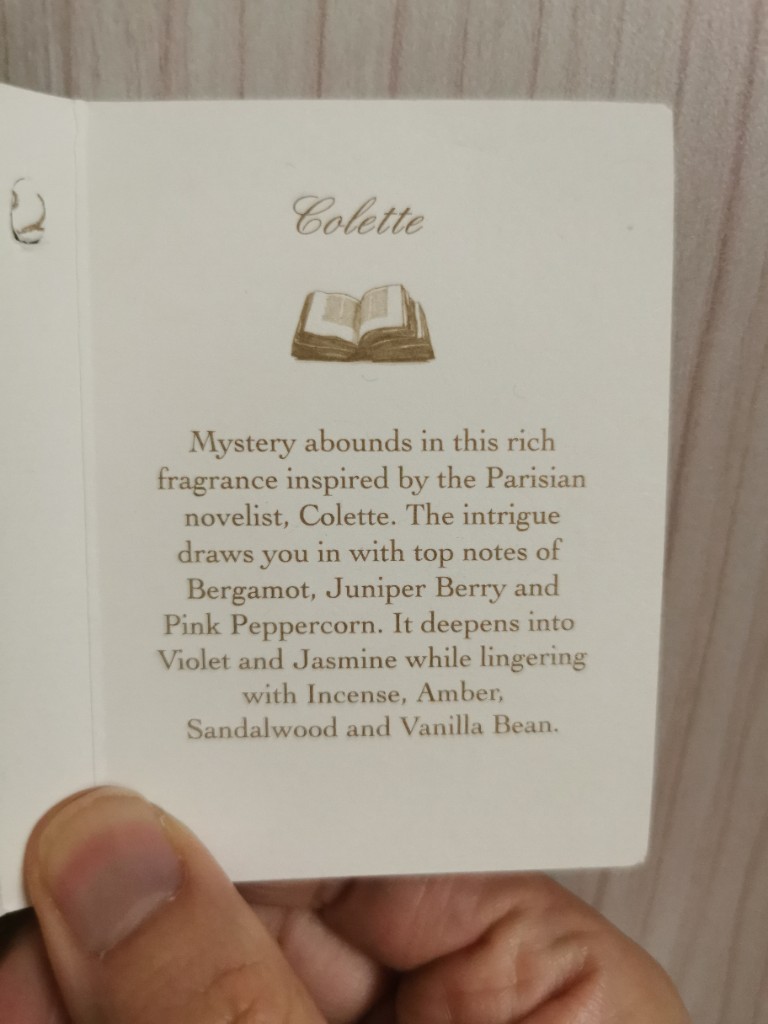 Colette
Mystery abounds in this rich
fragrance inspired by the Parisian
novelist, Colette. The intrigue
draws you in with top notes of
Bergamot, Juniper Berry and
Pink Peppercorn. It deepens into
Violet and Jasmine while lingering
with Incense, Amber,
Sandalwood and Vanilla Bean.